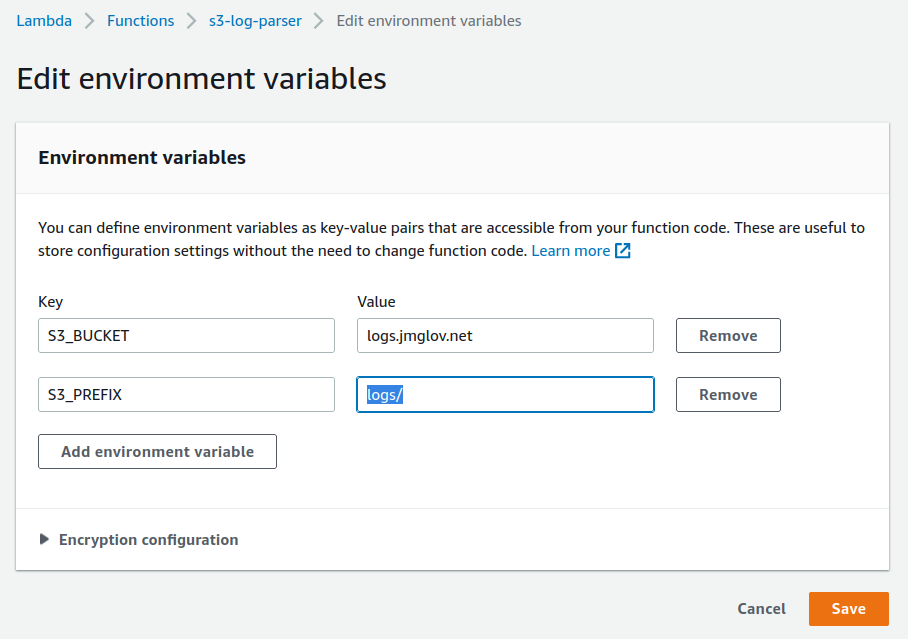 Lambda > Functions > s3-log-parser > Edit environment variables
Edit environment variables
Environment variables
You can define environment variables as key-value pairs that are accessible from your function code. These are useful to
store configuration settings without the need to change function code. Learn more
Key Value
S3_BUCKET logs.jmglov.net Remove
S3_PREFIX logs/ Remove
Add environment variable
Encryption configuration
Cancel Save